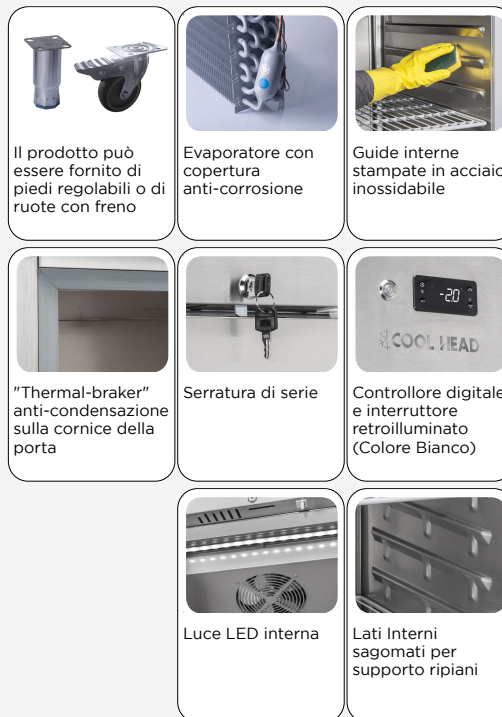 Il prodotto può
essere fornito di
piedi regolabili o di
ruote con freno
Evaporatore con
copertura
anti-corrosione
Guide interne
stampate in acciaio
inossidabile
-2.0
COOL HEAD
"Thermal-braker"
anti-condensazione
sulla cornice della
porta
Serratura di serie
Controllore digitale
e interruttore
retroilluminato
(Colore Bianco)
Luce LED interna
Lati Interni
sagomati per
supporto ripiani